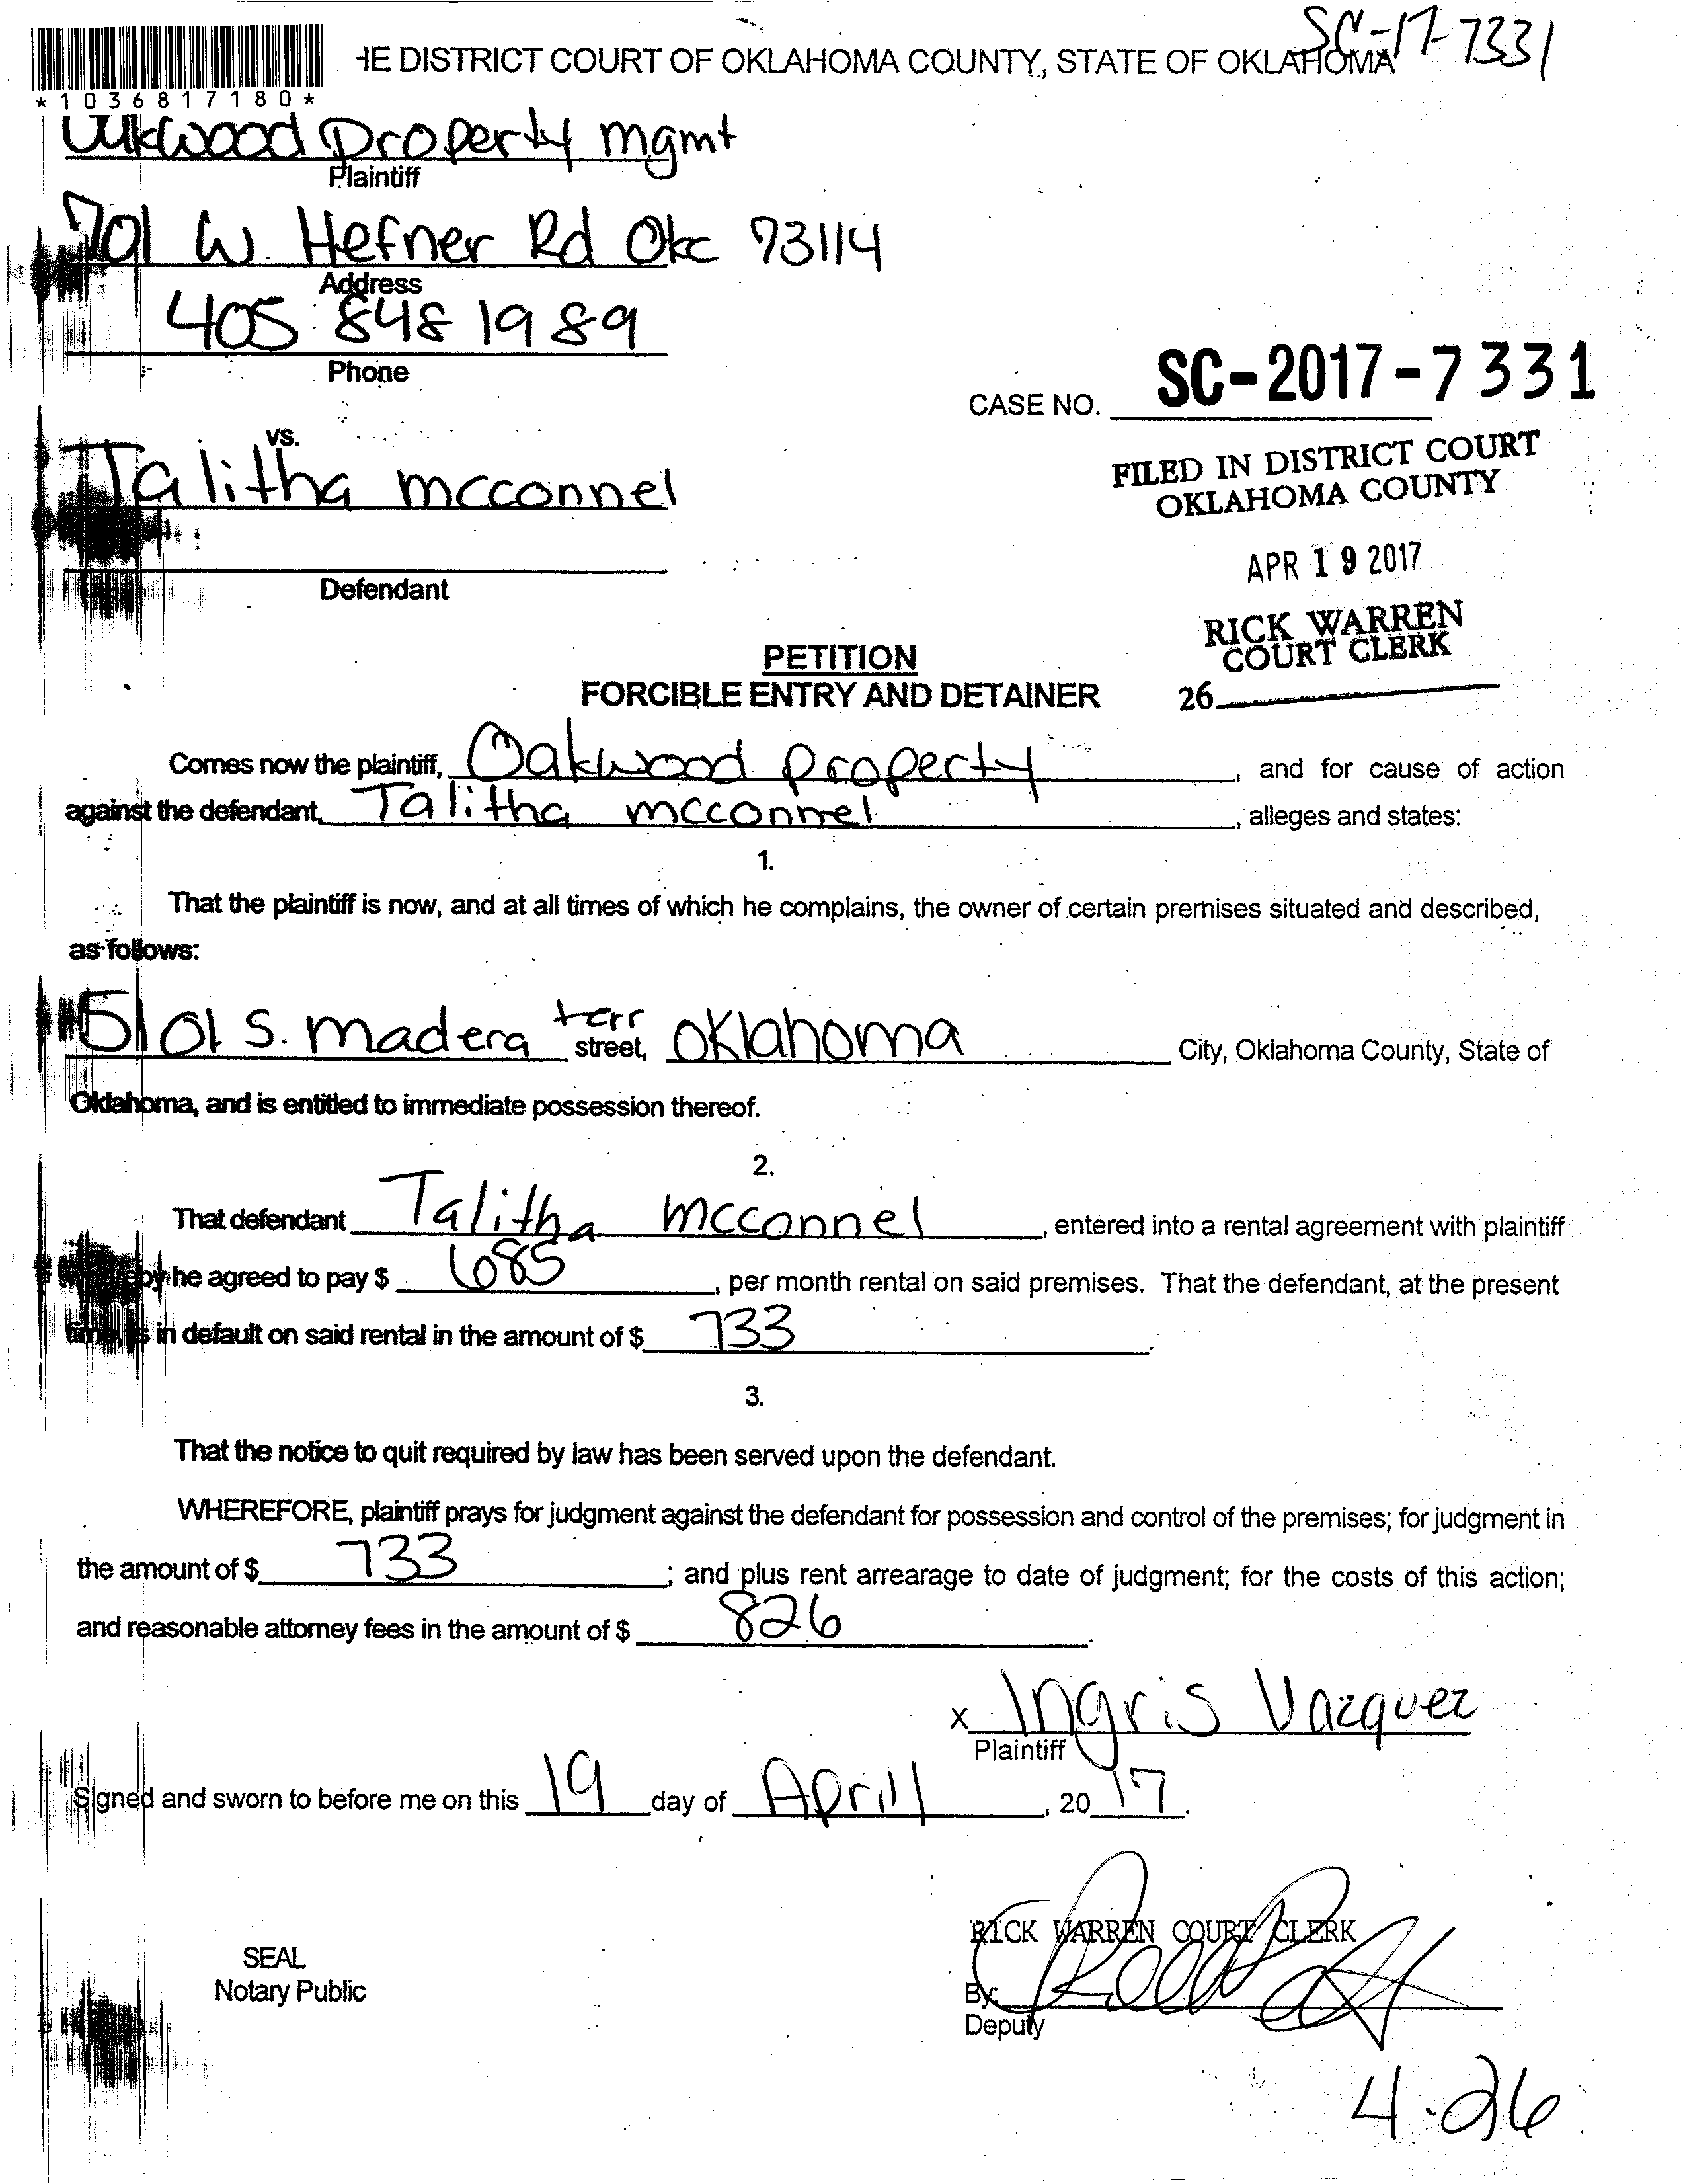 SC-17-7331
HE DISTRICT COURT OF OKLAHOMA COUNTY, STATE OF OKLAHOMA
*1036817180*
Oakwood Property mgmt
Plaintiff
701 W. Hefner Rd Okc 73114
Address
405 848 1989
Phone
CASE NO. SC-2017-7331
vs.
Talitha mcconnel
FILED IN DISTRICT COURT
OKLAHOMA COUNTY
APR 19 2017
Defendant
RICK WARREN
COURT CLERK
26
PETITION
FORCIBLE ENTRY AND DETAINER
Comes now the plaintiff, Oakwood Property, and for cause of action
against the defendant, Talitha mcconnel, alleges and states:
1.
That the plaintiff is now, and at all times of which he complains, the owner of certain premises situated and described,
as follows:
5101 S. madera terr street, Oklahoma City, Oklahoma County, State of
Oklahoma, and is entitled to immediate possession thereof.
2.
That defendant Talitha mcconnel, entered into a rental agreement with plaintiff
whereby he agreed to pay $ 685, per month rental on said premises. That the defendant, at the present
time, is in default on said rental in the amount of $ 733.
3.
That the notice to quit required by law has been served upon the defendant.
WHEREFORE, plaintiff prays for judgment against the defendant for possession and control of the premises; for judgment in
the amount of $ 733; and plus rent arrearage to date of judgment; for the costs of this action;
and reasonable attorney fees in the amount of $ 826.
x Ingris Vazquez
Plaintiff
Signed and sworn to before me on this 19 day of Aprill, 20 17.
RICK WARREN COURT CLERK
SEAL
Notary Public
By:
Deputy
4.26